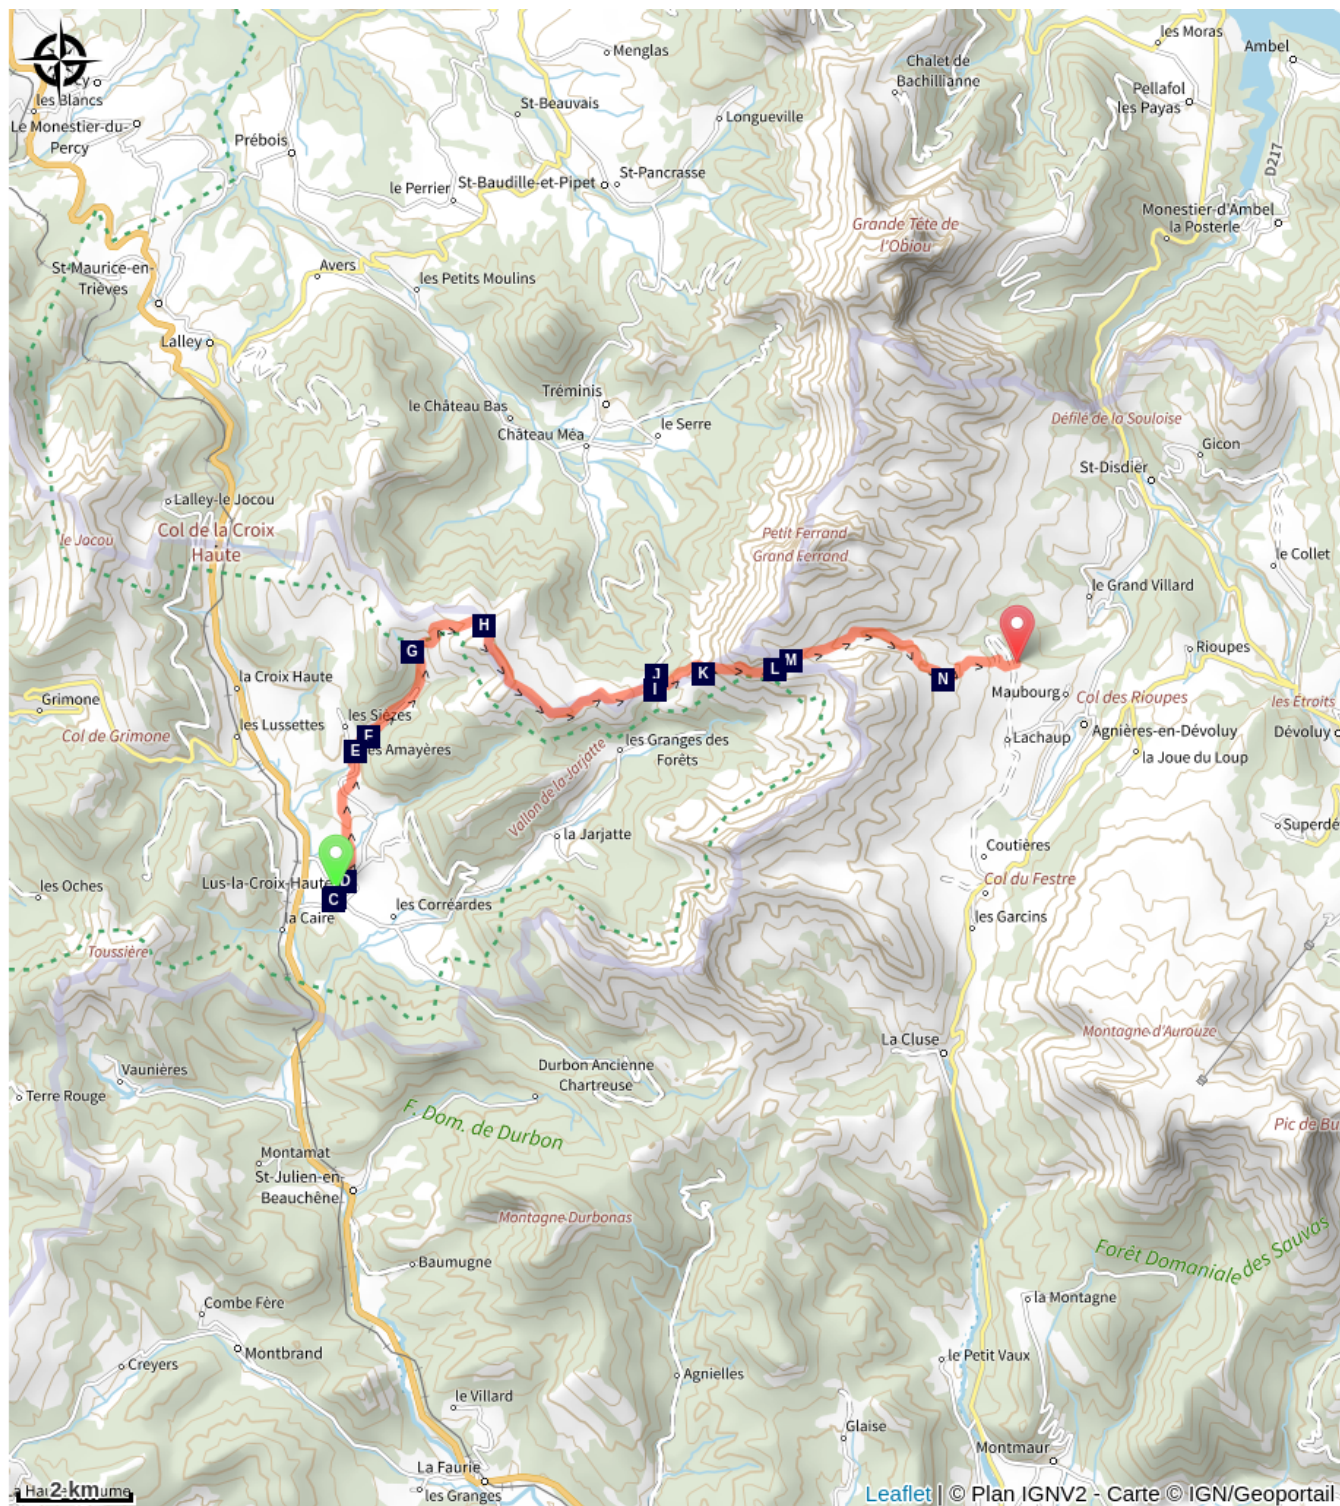 les Moras
Ambel
Menglas
Chalet de
Bachillianne
cy
les Blancs
St-Beauvais
Longueville
Pellafol
les Payas
Le Monestier-du-
Percy
Prébois
D217
le Perrier
St-Baudille-et-Pipet
St-Pancrasse
Monestier-d'Ambel
la Posterle
Grande Tête de
l'Obiou
St-Maurice-en-
Trièves
Avers
les Petits Moulins
Lalley
Tréminis
le Château Bas
Château Méa
le Serre
Défilé de la Souloise
Gicon
St-Disdier
Lalley-le Jocou
Col de la Croix
Haute
le Jocou
Petit Ferrand
Grand Ferrand
le Collet
le Grand Villard
H
G
J
I
K
L
M
N
Rioupes
la Croix Haute
Grimone
Maubourg
Col des Rioupes
les Etroits
les Sièzes
les Lussettes
Col de Grimone
F
E
es Amayères
les Granges des
Forêts
Lachaup
Agnières-en-Dévoluy
Dévoluy
la Joue du Loup
Vallon de la Jarjatte
la Jarjatte
Superdé
Coutières
Lus-la-Croix-Haute
D
C
les Oches
Col du Festre
les Corréardes
la Caire
les Garcins
Toussière
Montagne d'Aurouze
La Cluse
Durbon Ancienne
Chartreuse
Vaunières
Terre Rouge
F. Dom. de Durbon
Pic de Bu
Montamat
St-Julien-en-
Beauchêne
Montagne Durbonas
Forêt Domaniale des Sauvas
Baumugne
la Montagne
Combe Fère
Montbrand
Creyers
le Petit Vaux
Agnielles
le Villard
Glaise
Montmaur
La Faurie
les Granges
2 km
Leaflet | © Plan IGNV2 - Carte © IGN/Geoportail